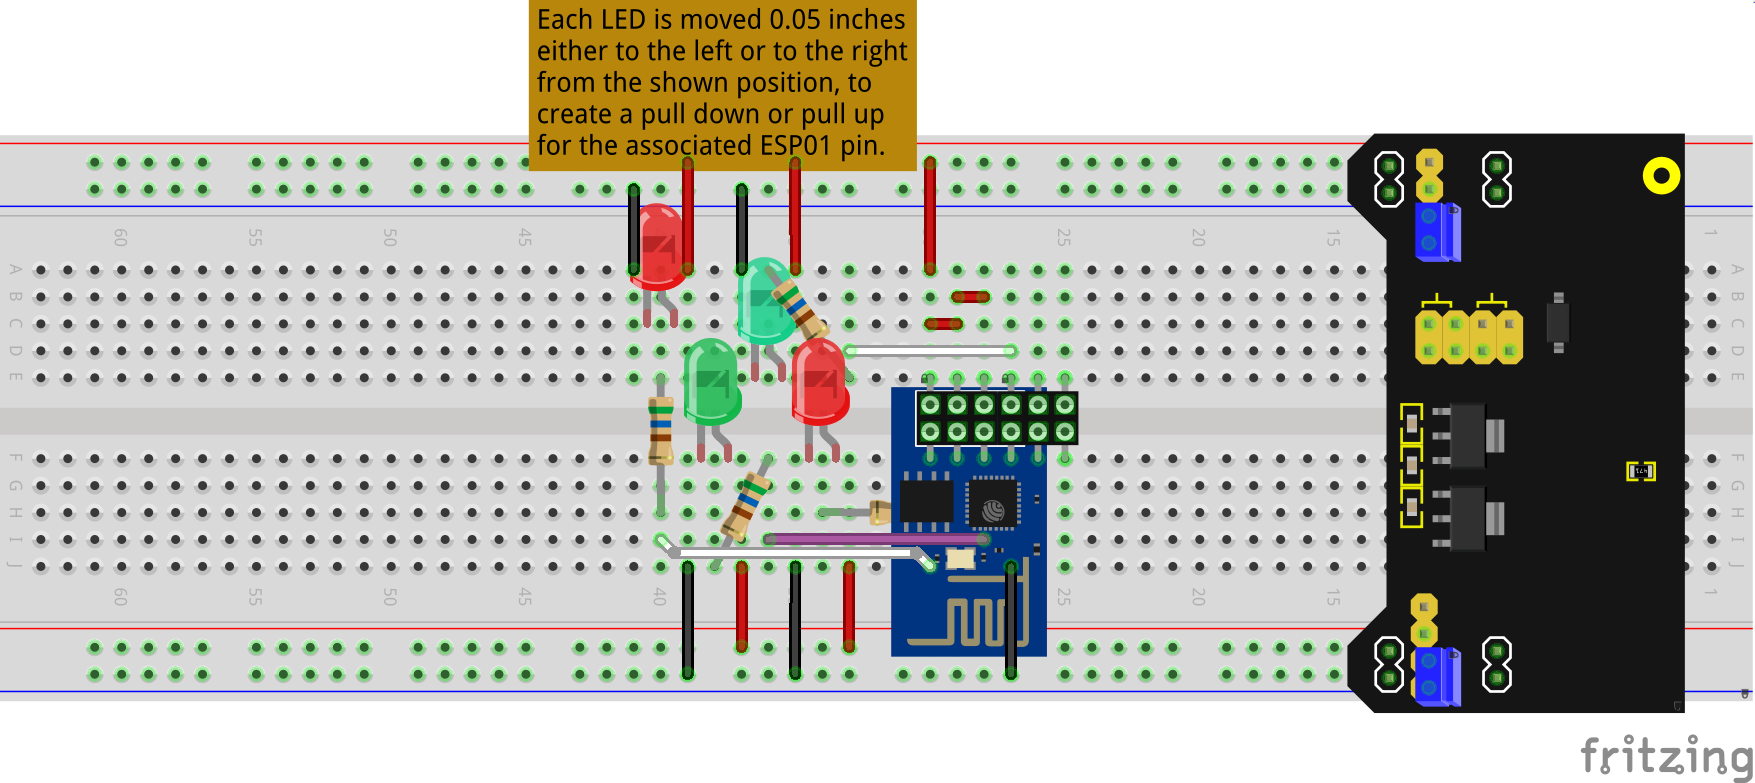 Each LED is moved 0.05 inches
either to the left or to the right
from the shown position, to
create a pull down or pull up
for the associated ESP01 pin.
60 55 50 45 25 20 15 1
A A
B B
C C
D D
E E
F F
G G
H H
I I
J J
60 55 50 45 40 25 20 15 1
471
fritzing